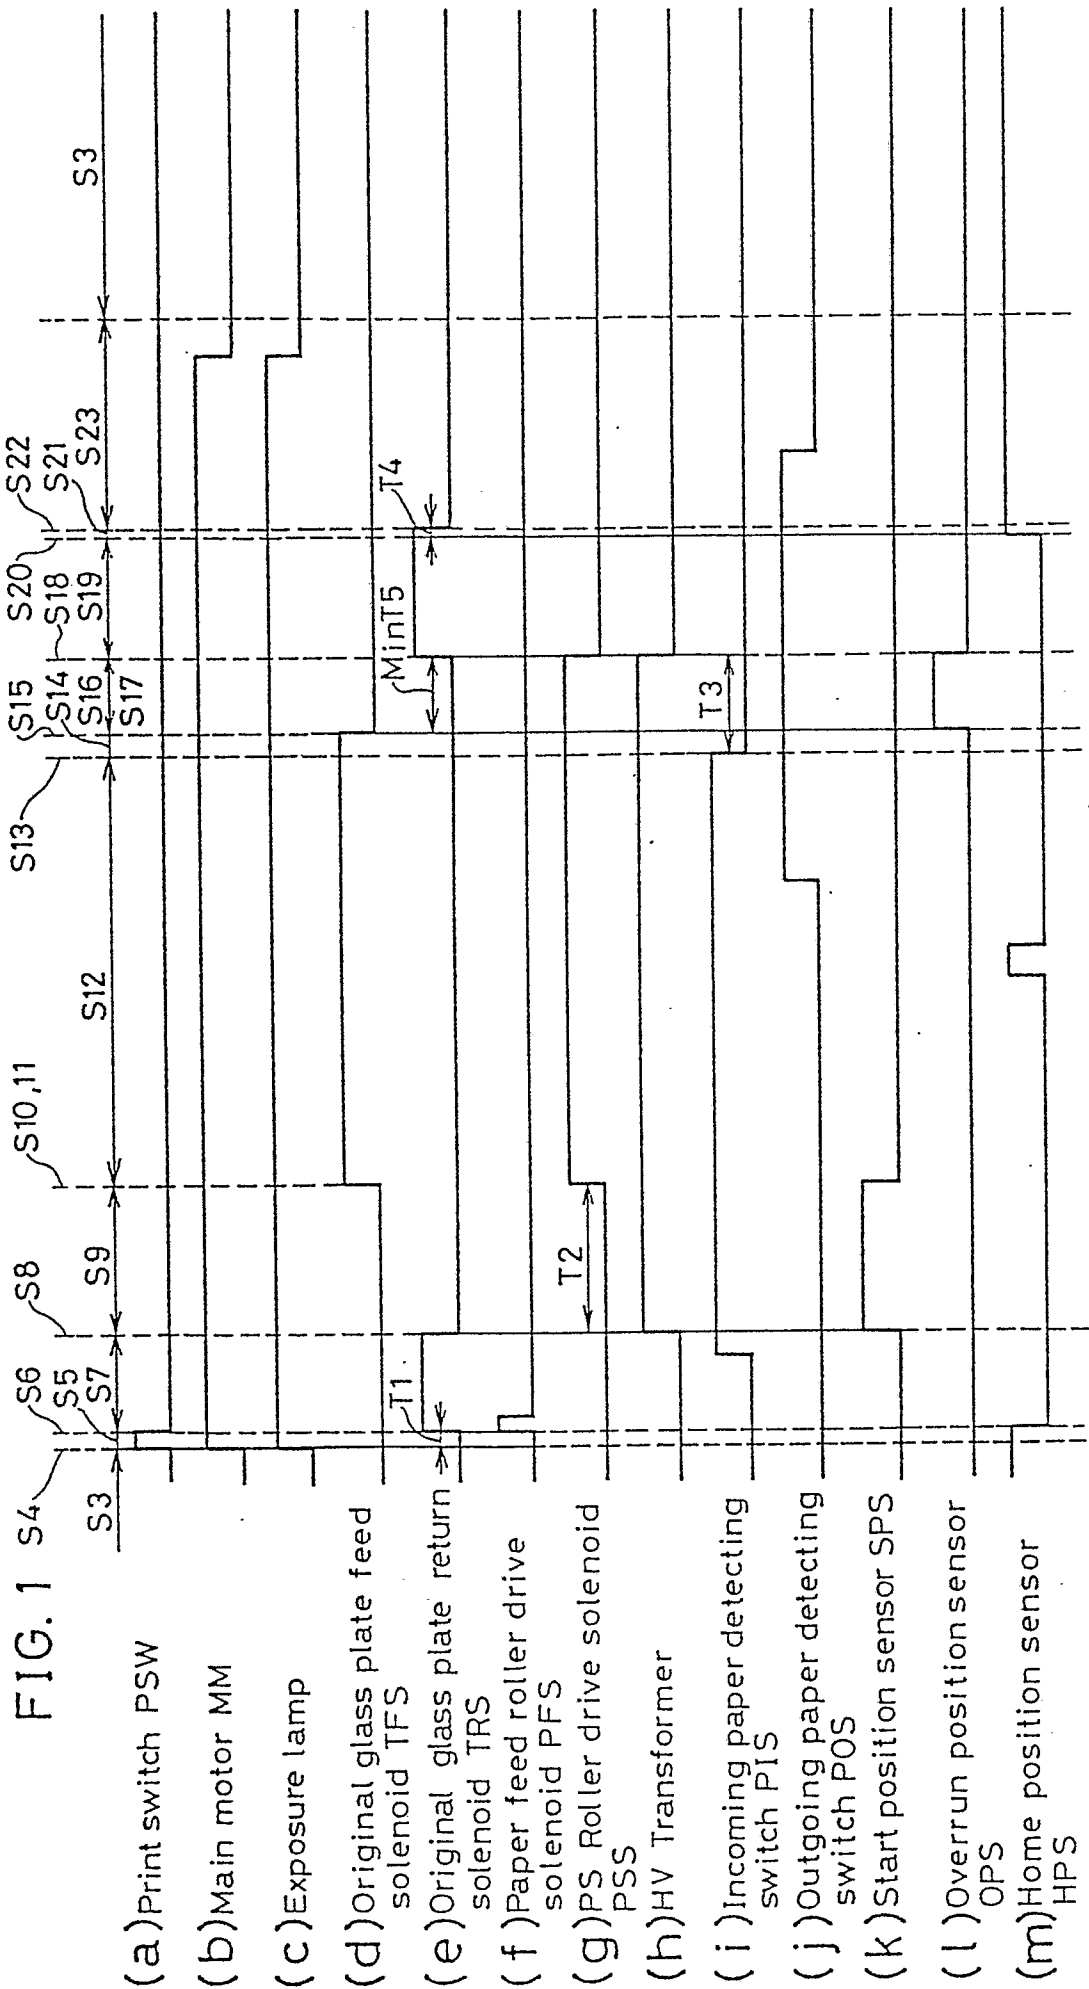 FIG. 1
S4
S6
S5
S8
S10,11
S13
S15
S14
S20
S18
S22
S21
S3
S7
S9
S12
S16
S17
S19
S23
S3
(a) Print switch PSW
(b) Main motor MM
(c) Exposure lamp
(d) Original glass plate feed
solenoid TFS
(e) Original glass plate return
solenoid TRS
T1
MinT5
T4
(f) Paper feed roller drive
solenoid PFS
(g) PS Roller drive solenoid
PSS
T2
(h) HV Transformer
(i) Incoming paper detecting
switch PIS
T3
(j) Outgoing paper detecting
switch POS
(k) Start position sensor SPS
(l) Overrun position sensor
OPS
(m) Home position sensor
HPS